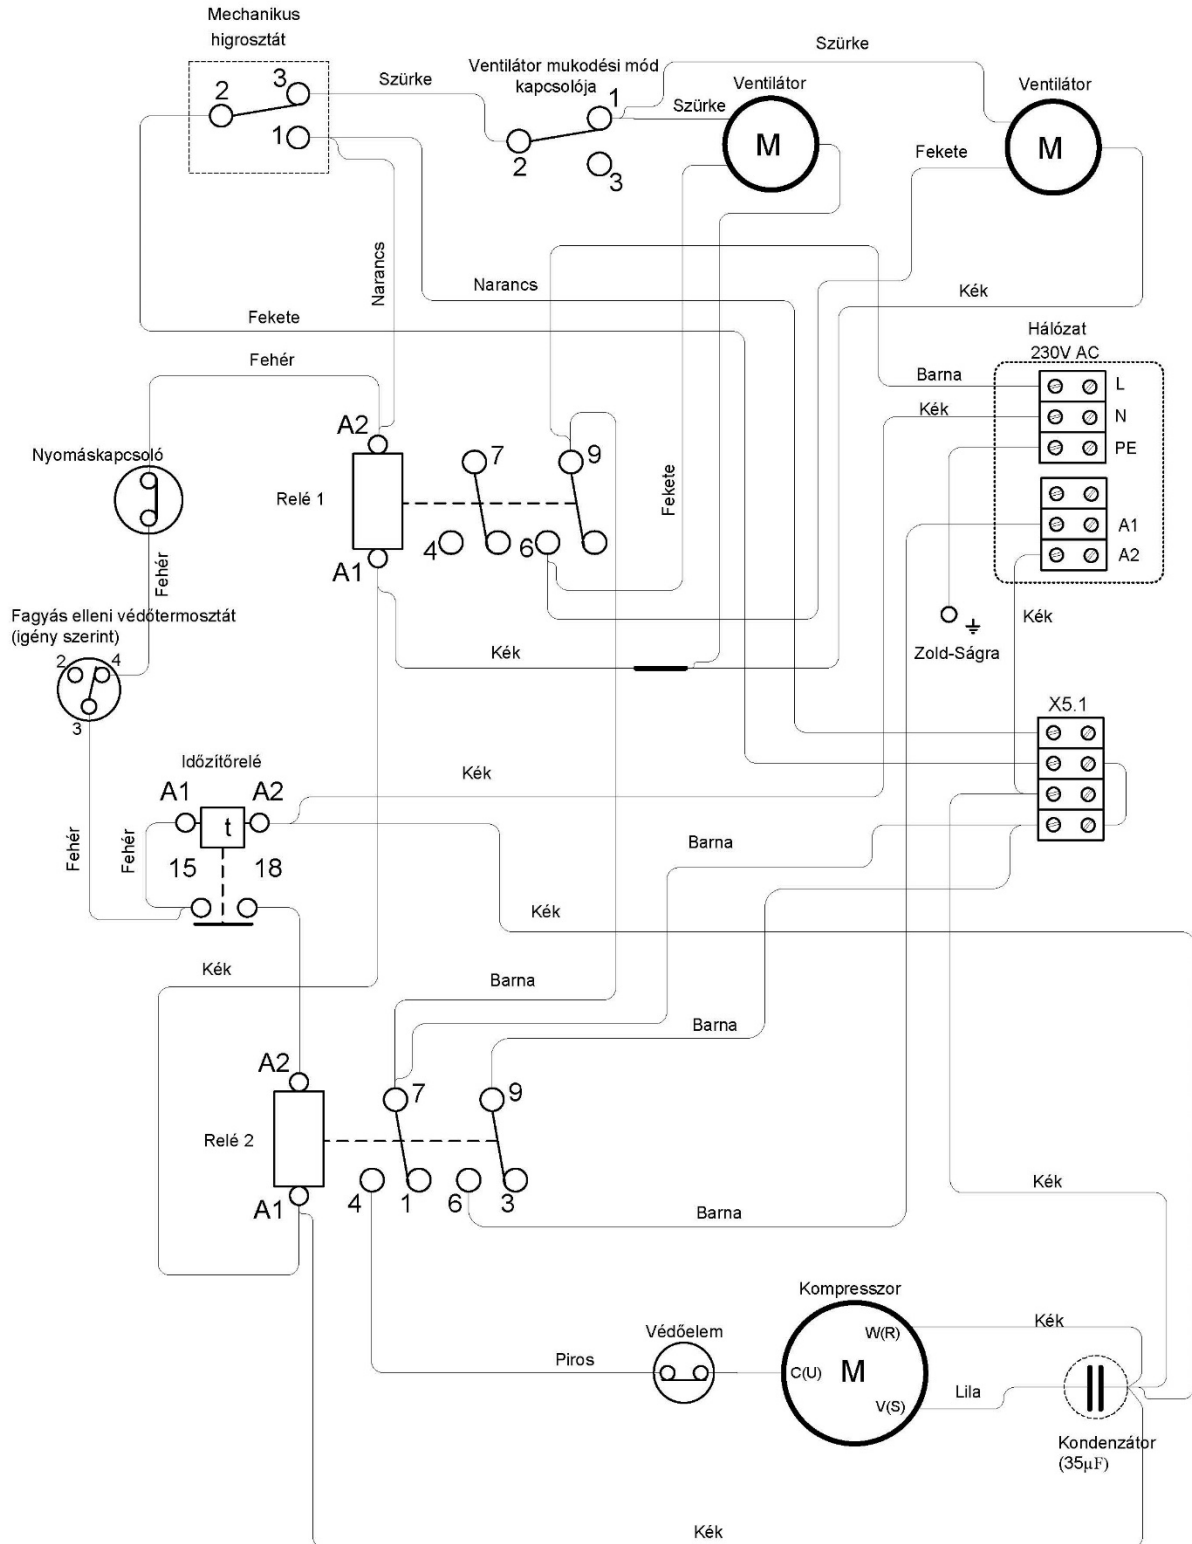 Mechanikus
higrosztát
2
3
1
Szürke
Ventilátor mukodési mód
kapcsolója
1
2
3
Szürke
Szürke
Ventilátor
M
Ventilátor
M
Fekete
Narancs
Narancs
Fekete
Fehér
Kék
Barna
Kék
Hálózat
230V AC
L
N
PE
A1
A2
Kék
Zold-Ságra
Nyomáskapcsoló
A2
Relé 1
A1
7
9
4
6
Fekete
Fehér
Fagyás elleni védőtermosztát
(igény szerint)
2
4
3
Kék
X5.1
Időzítőrelé
A1
A2
t
15
18
Kék
Fehér
Fehér
Barna
Kék
Kék
Barna
Barna
A2
Relé 2
A1
7
9
4
1
6
3
Kék
Barna
Kompresszor
W(R)
C(U)
M
V(S)
Védőelem
Piros
Kék
Lila
Kondenzátor
(35µF)
Kék